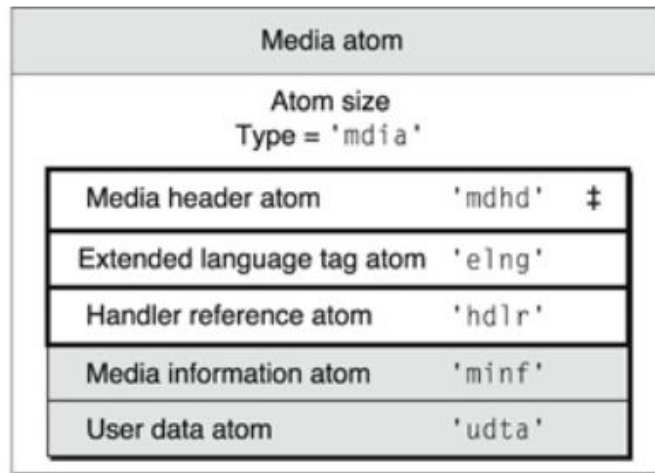 Media atom
Atom size
Type = 'mdia'
Media header atom 'mdhd' ‡
Extended language tag atom 'elng'
Handler reference atom 'hdlr'
Media information atom 'minf'
User data atom 'udta'